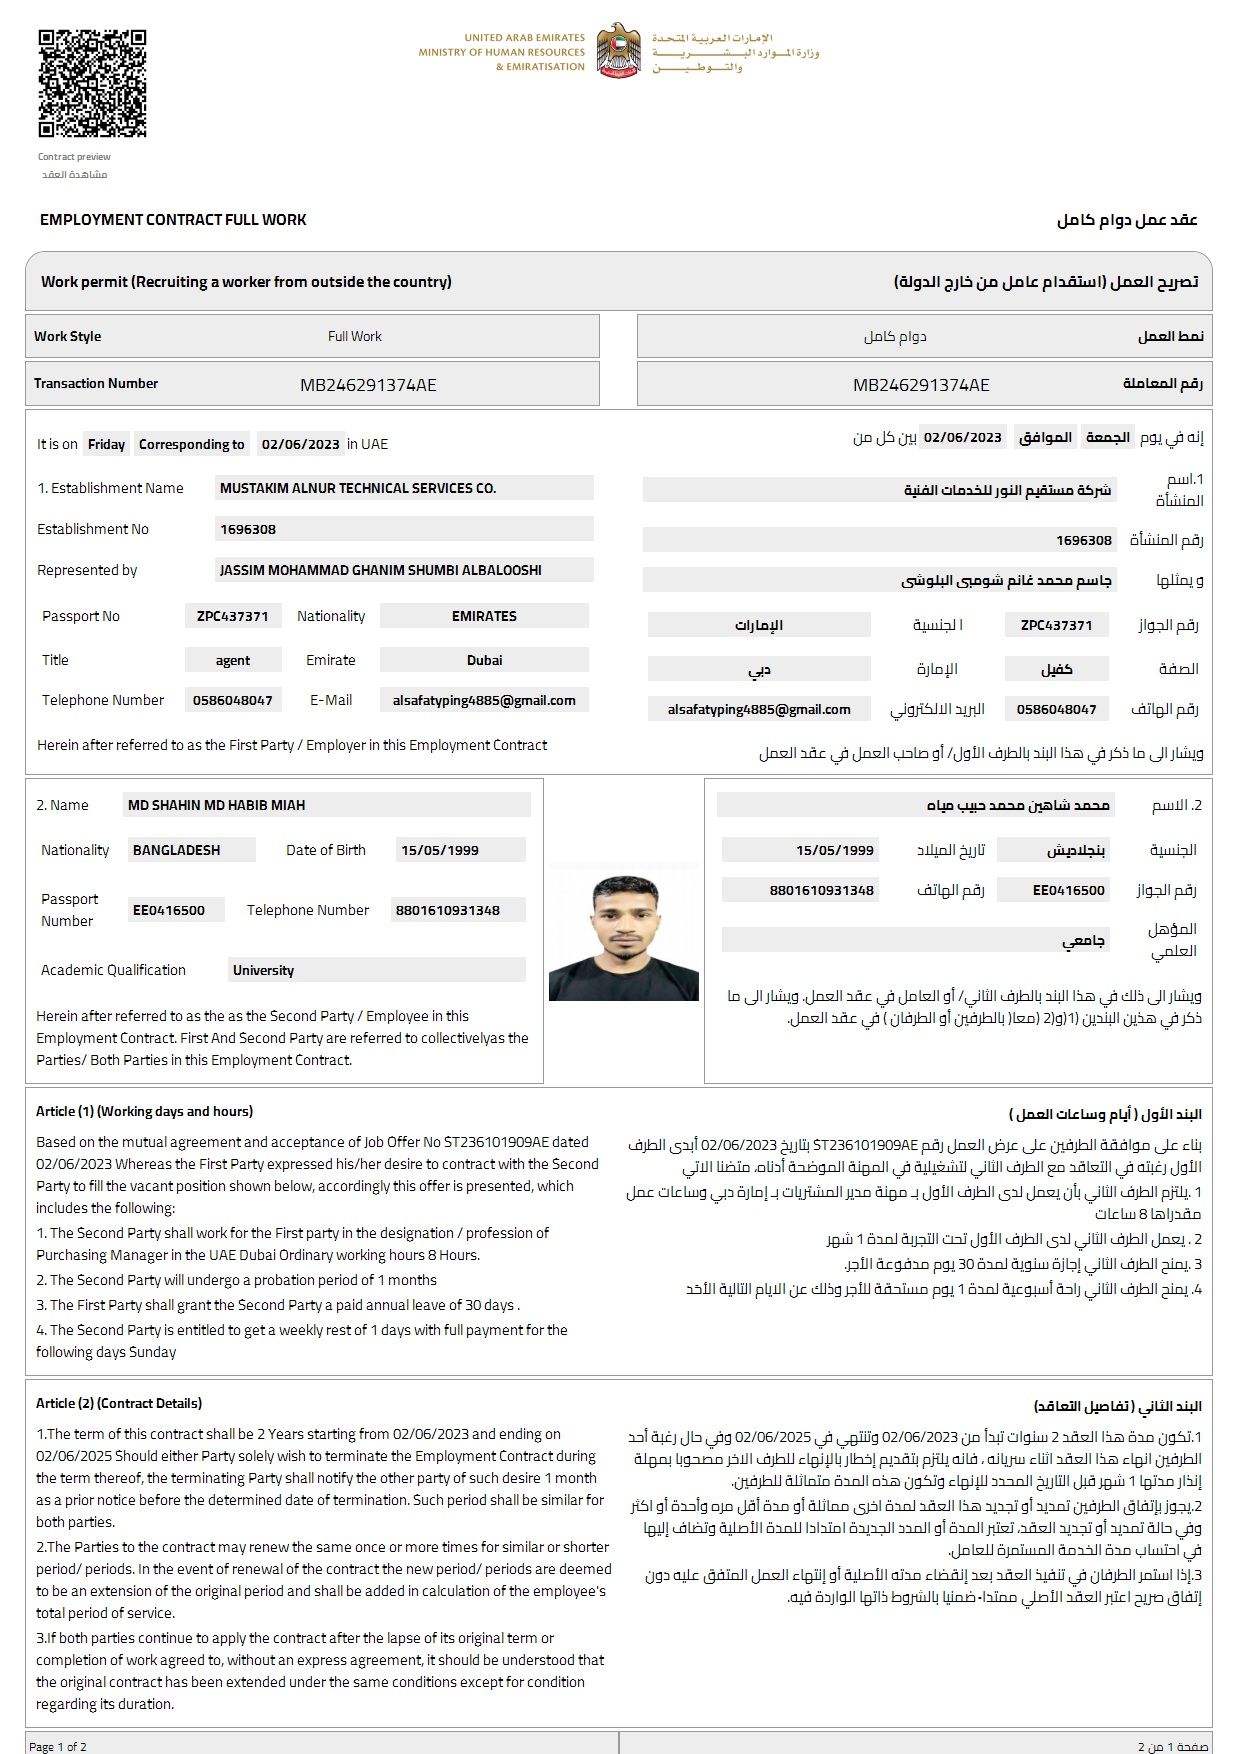 UNITED ARAB EMIRATES
MINISTRY OF HUMAN RESOURCES
& EMIRATISATION
الإمارات العربية المتحدة
وزارة الموارد البشرية
والتوطين
Contract preview
مشاهدة العقد
EMPLOYMENT CONTRACT FULL WORK
عقد عمل دوام كامل
Work permit (Recruiting a worker from outside the country)
تصريح العمل (استقدام عامل من خارج الدولة)
Work Style Full Work
نمط العمل دوام كامل
Transaction Number MB246291374AE
رقم المعاملة MB246291374AE
It is on Friday Corresponding to 02/06/2023 in UAE
إنه في يوم الجمعة الموافق 02/06/2023 بين كل من
1. Establishment Name MUSTAKIM ALNUR TECHNICAL SERVICES CO.
1.اسم المنشأة شركة مستقيم النور للخدمات الفنية
Establishment No 1696308
رقم المنشأة 1696308
Represented by JASSIM MOHAMMAD GHANIM SHUMBI ALBALOOSHI
و يمثلها جاسم محمد غانم شومبى البلوشى
Passport No ZPC437371 Nationality EMIRATES
رقم الجواز ZPC437371 ا لجنسية الإمارات
Title agent Emirate Dubai
الصفة كفيل الإمارة دبي
Telephone Number 0586048047 E-Mail alsafatyping4885@gmail.com
رقم الهاتف 0586048047 البريد الالكتروني alsafatyping4885@gmail.com
Herein after referred to as the First Party / Employer in this Employment Contract
ويشار الى ما ذكر في هذا البند بالطرف الأول/ أو صاحب العمل في عقد العمل
2. Name MD SHAHIN MD HABIB MIAH
2. الاسم محمد شاهين محمد حبيب مياه
Nationality BANGLADESH Date of Birth 15/05/1999
الجنسية بنجلاديش تاريخ الميلاد 15/05/1999
Passport Number EE0416500 Telephone Number 8801610931348
رقم الجواز EE0416500 رقم الهاتف 8801610931348
Academic Qualification University
المؤهل العلمي جامعي
Herein after referred to as the as the Second Party / Employee in this
Employment Contract. First And Second Party are referred to collectivelyas the
Parties/ Both Parties in this Employment Contract.
ويشار الى ذلك في هذا البند بالطرف الثاني/ أو العامل في عقد العمل. ويشار الى ما
ذكر في هذين البندين (1(و(2 (معا( بالطرفين أو الطرفان ) في عقد العمل.
Article (1) (Working days and hours)
Based on the mutual agreement and acceptance of Job Offer No ST236101909AE dated
02/06/2023 Whereas the First Party expressed his/her desire to contract with the Second
Party to fill the vacant position shown below, accordingly this offer is presented, which
includes the following:
1. The Second Party shall work for the First party in the designation / profession of
Purchasing Manager in the UAE Dubai Ordinary working hours 8 Hours.
2. The Second Party will undergo a probation period of 1 months
3. The First Party shall grant the Second Party a paid annual leave of 30 days .
4. The Second Party is entitled to get a weekly rest of 1 days with full payment for the
following days Sunday
البند الأول ( أيام وساعات العمل )
بناء على موافقة الطرفين على عرض العمل رقم ST236101909AE بتاريخ 02/06/2023 أبدى الطرف
الأول رغبته في التعاقد مع الطرف الثاني لتشغيلية في المهنة الموضحة أدناه، متضنا الاتي
1 .يلتزم الطرف الثاني بأن يعمل لدى الطرف الأول بـ مهنة مدير المشتريات بـ إمارة دبي وساعات عمل
مقدراها 8 ساعات
2 . يعمل الطرف الثاني لدى الطرف الأول تحت التجربة لمدة 1 شهر
3 .يمنح الطرف الثاني إجازة سنوية لمدة 30 يوم مدفوعة الأجر.
4. يمنح الطرف الثاني راحة أسبوعية لمدة 1 يوم مستحقة للأجر وذلك عن الايام التالية الأحَد
Article (2) (Contract Details)
1.The term of this contract shall be 2 Years starting from 02/06/2023 and ending on
02/06/2025 Should either Party solely wish to terminate the Employment Contract during
the term thereof, the terminating Party shall notify the other party of such desire 1 month
as a prior notice before the determined date of termination. Such period shall be similar for
both parties.
2.The Parties to the contract may renew the same once or more times for similar or shorter
period/ periods. In the event of renewal of the contract the new period/ periods are deemed
to be an extension of the original period and shall be added in calculation of the employee's
total period of service.
3.If both parties continue to apply the contract after the lapse of its original term or
completion of work agreed to, without an express agreement, it should be understood that
the original contract has been extended under the same conditions except for condition
regarding its duration.
البند الثاني ( تفاصيل التعاقد)
1.تكون مدة هذا العقد 2 سنوات تبدأ من 02/06/2023 وتنتهي في 02/06/2025 وفي حال رغبة أحد
الطرفين انهاء هذا العقد اثناء سريانه ، فانه يلتزم بتقديم إخطار بالإنهاء للطرف الاخر مصحوبا بمهلة
إنذار مدتها 1 شهر قبل التاريخ المحدد للإنهاء وتكون هذه المدة متماثلة للطرفين.
2.يجوز بإتفاق الطرفين تمديد أو تجديد هذا العقد لمدة اخرى مماثلة أو مدة أقل مره وأحدة أو اكثر
وفي حالة تمديد أو تجديد العقد، تعتبر المدة أو المدد الجديدة امتدادا للمدة الأصلية وتضاف إليها
في احتساب مدة الخدمة المستمرة للعامل.
3.إذا استمر الطرفان في تنفيذ العقد بعد إنقضاء مدته الأصلية أو إنتهاء العمل المتفق عليه دون
إتفاق صريح اعتبر العقد الأصلي ممتدا- ضمنيا بالشروط ذاتها الواردة فيه.
Page 1 of 2
صفحة 1 من 2